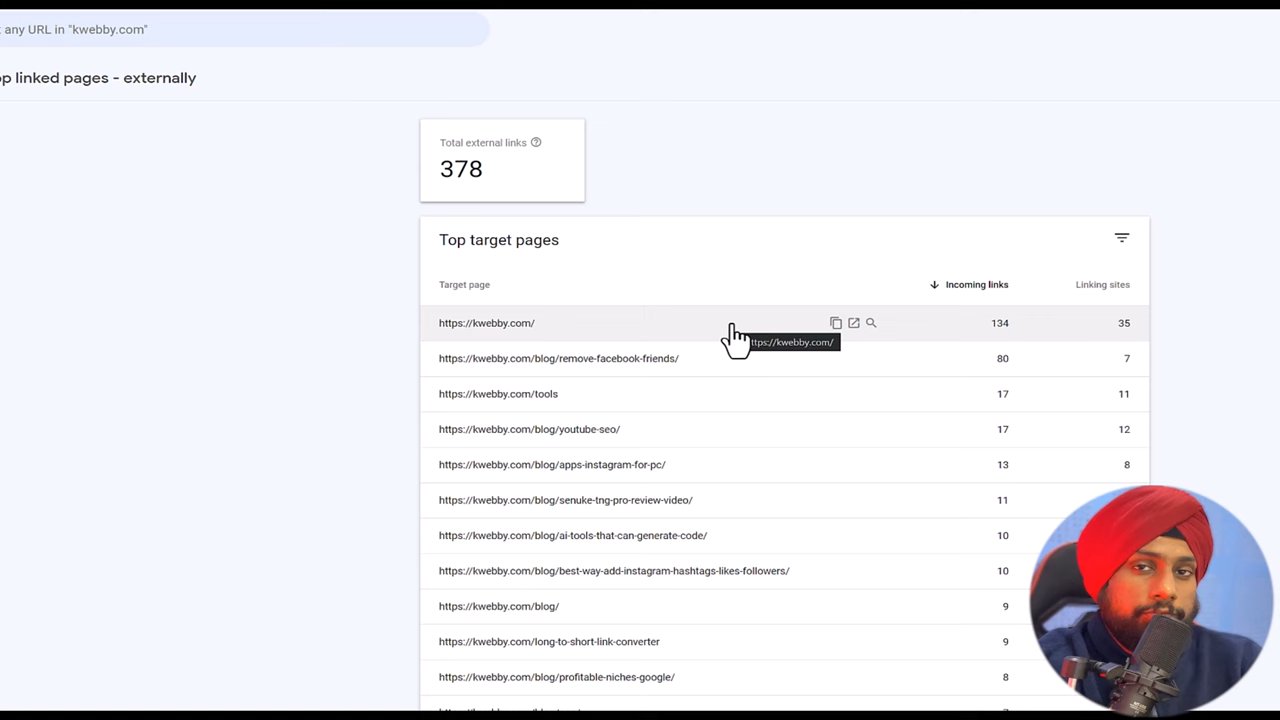 any URL in "kwebby.com"
p linked pages - externally
Total external links
378
Top target pages
Target page Incoming links Linking sites
https://kwebby.com/ 134 35
ttps://kwebby.com/
https://kwebby.com/blog/remove-facebook-friends/ 80 7
https://kwebby.com/tools 17 11
https://kwebby.com/blog/youtube-seo/ 17 12
https://kwebby.com/blog/apps-instagram-for-pc/ 13 8
https://kwebby.com/blog/senuke-tng-pro-review-video/ 11
https://kwebby.com/blog/ai-tools-that-can-generate-code/ 10
https://kwebby.com/blog/best-way-add-instagram-hashtags-likes-followers/ 10
https://kwebby.com/blog/ 9
https://kwebby.com/long-to-short-link-converter 9
https://kwebby.com/blog/profitable-niches-google/ 8